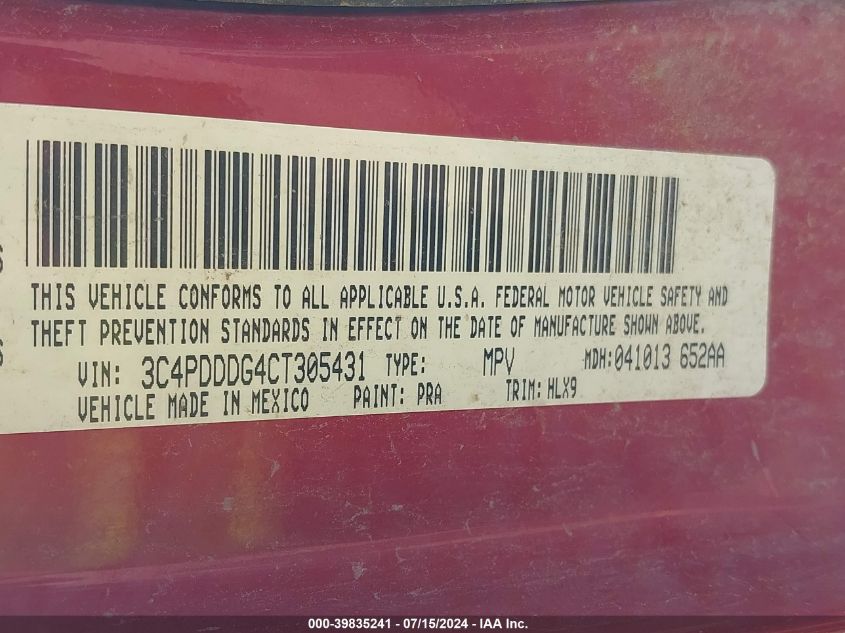 THIS VEHICLE CONFORMS TO ALL APPLICABLE U.S.A. FEDERAL MOTOR VEHICLE SAFETY AND
THEFT PREVENTION STANDARDS IN EFFECT ON THE DATE OF MANUFACTURE SHOWN ABOVE.
VIN: 3C4PDDDG4CT305431 TYPE: MPV MDH:041013 652AA
VEHICLE MADE IN MEXICO PAINT: PRA TRIM: HLX9
000-39835241 - 07/15/2024 - IAA Inc.